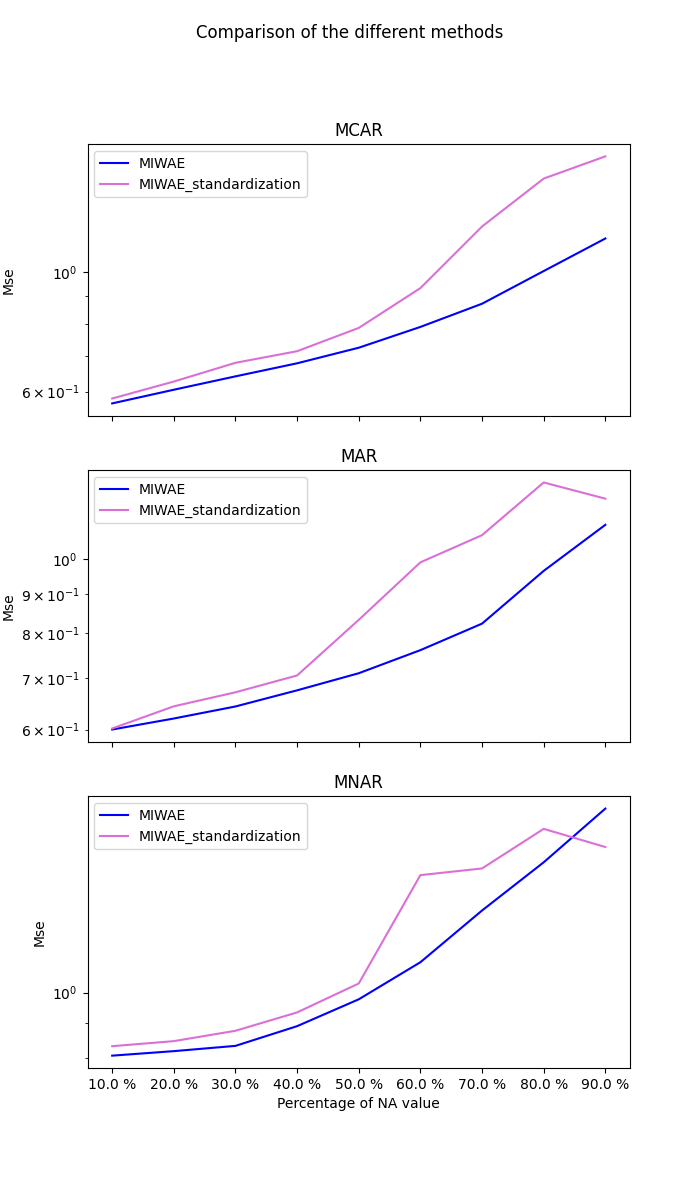 Comparison of the different methods
MCAR
MIWAE
MIWAE_standardization
Mse
10⁰
6 × 10⁻¹
MAR
MIWAE
MIWAE_standardization
Mse
10⁰
9 × 10⁻¹
8 × 10⁻¹
7 × 10⁻¹
6 × 10⁻¹
MNAR
MIWAE
MIWAE_standardization
Mse
10⁰
10.0 % 20.0 % 30.0 % 40.0 % 50.0 % 60.0 % 70.0 % 80.0 % 90.0 %
Percentage of NA value